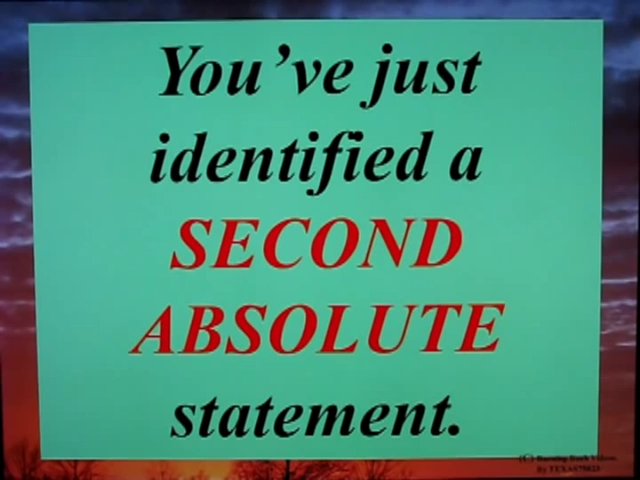 You've just
identified a
SECOND
ABSOLUTE
statement.